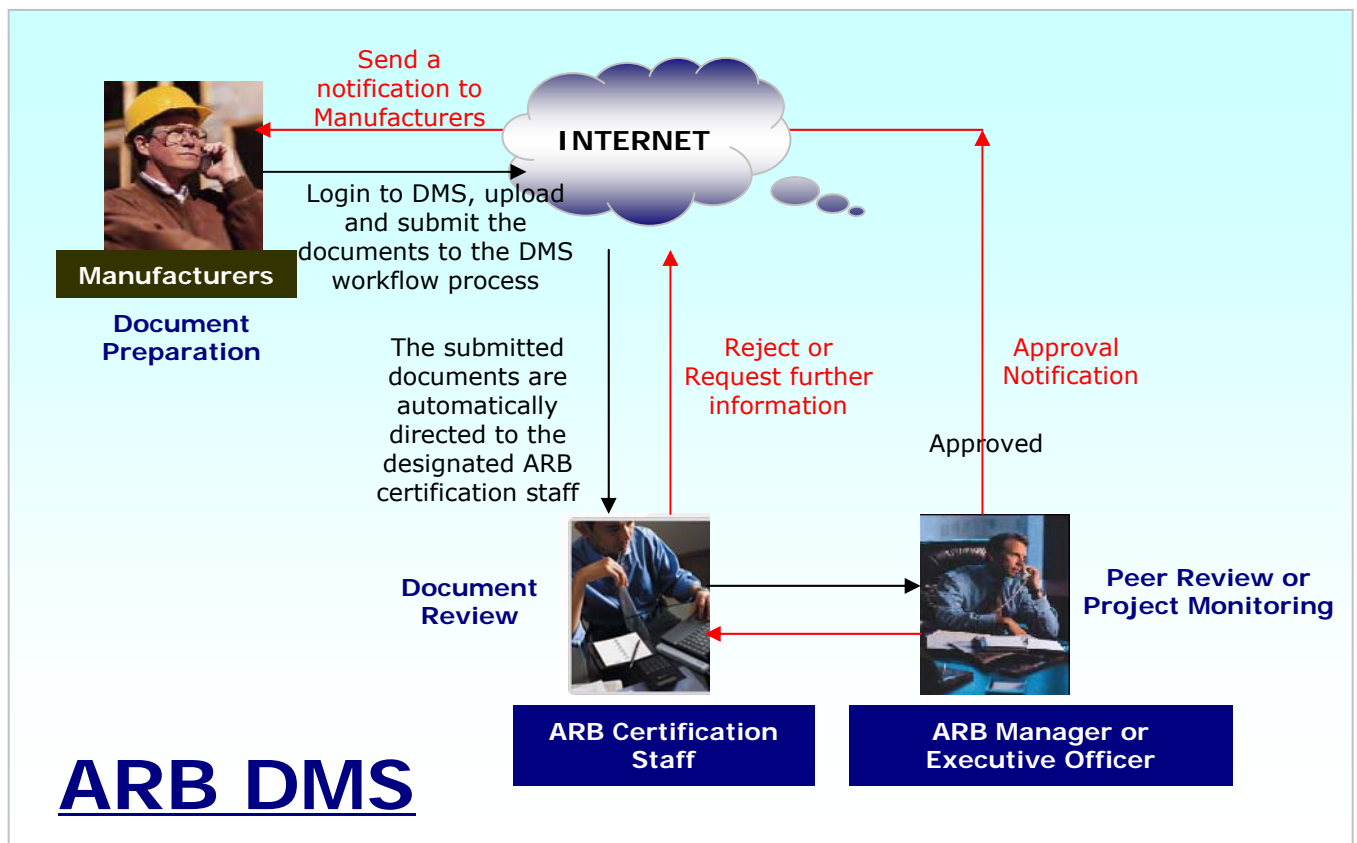 Send a
notification to
Manufacturers
INTERNET
Login to DMS, upload
and submit the
documents to the DMS
workflow process
Manufacturers
Document
Preparation
The submitted
documents are
automatically
directed to the
designated ARB
certification staff
Reject or
Request further
information
Approval
Notification
Approved
Document
Review
Peer Review or
Project Monitoring
ARB Certification
Staff
ARB Manager or
Executive Officer
ARB DMS